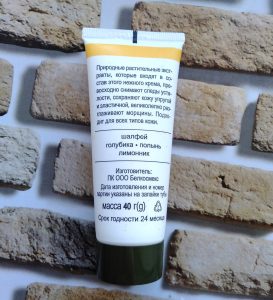 Природные растительные экс-
ракты, которые входят в со-
став этого нежного крема, пре-
восходно снимают следы уста-
лости, сохраняют кожу упругой
и эластичной, великолепно раз-
глаживают морщины. Подхо-
дит для всех типов кожи.
шалфей
голубика • полынь
лимонник
Изготовитель:
ПК ООО Белкосмекс
Дата изготовления и номер
партии указаны на запайке тубы
масса 40 г(g)
Срок годности 24 месяца